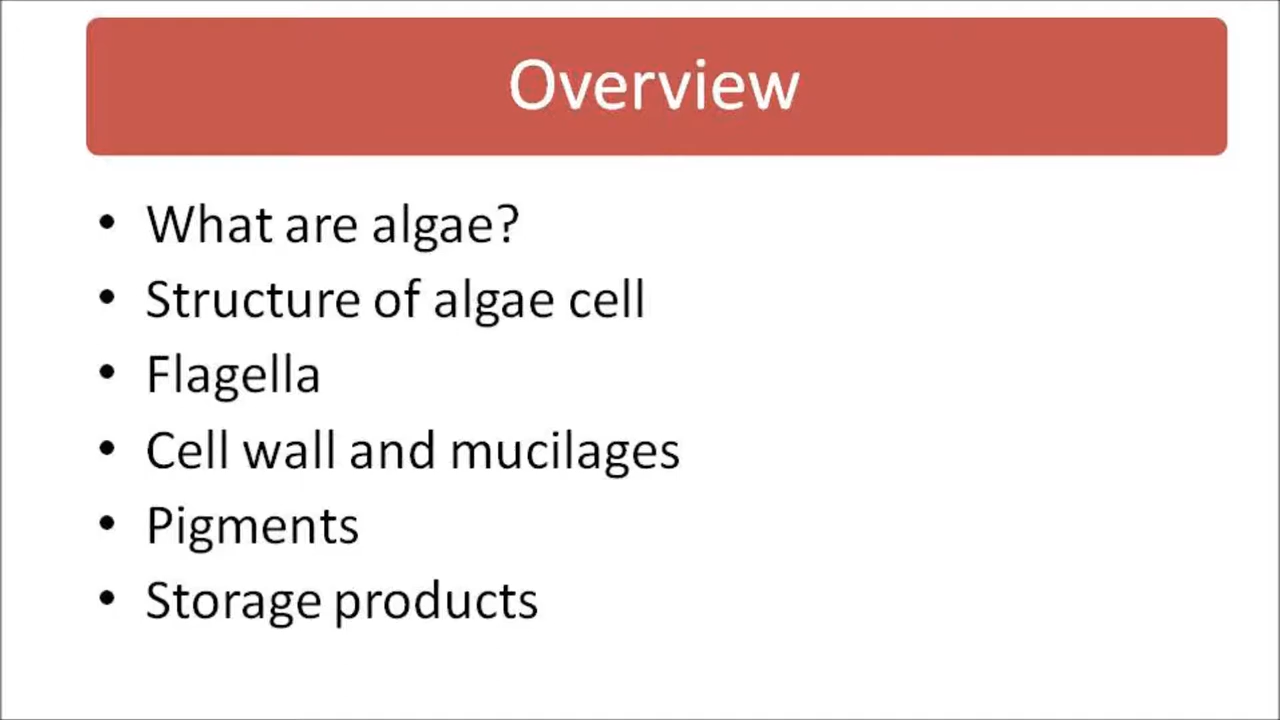 Overview
• What are algae?
• Structure of algae cell
• Flagella
• Cell wall and mucilages
• Pigments
• Storage products